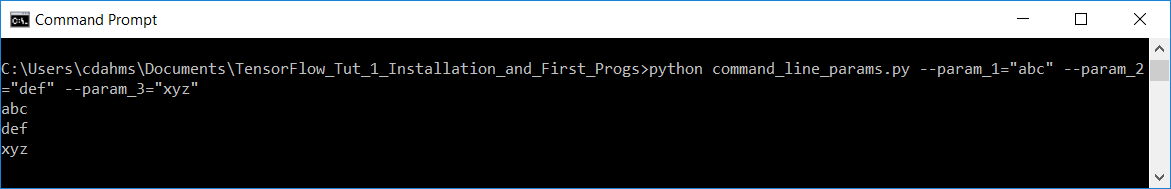 Command Prompt
C:\Users\cdahms\Documents\TensorFlow_Tut_1_Installation_and_First_Progs>python command_line_params.py --param_1="abc" --param_2
="def" --param_3="xyz"
abc
def
xyz